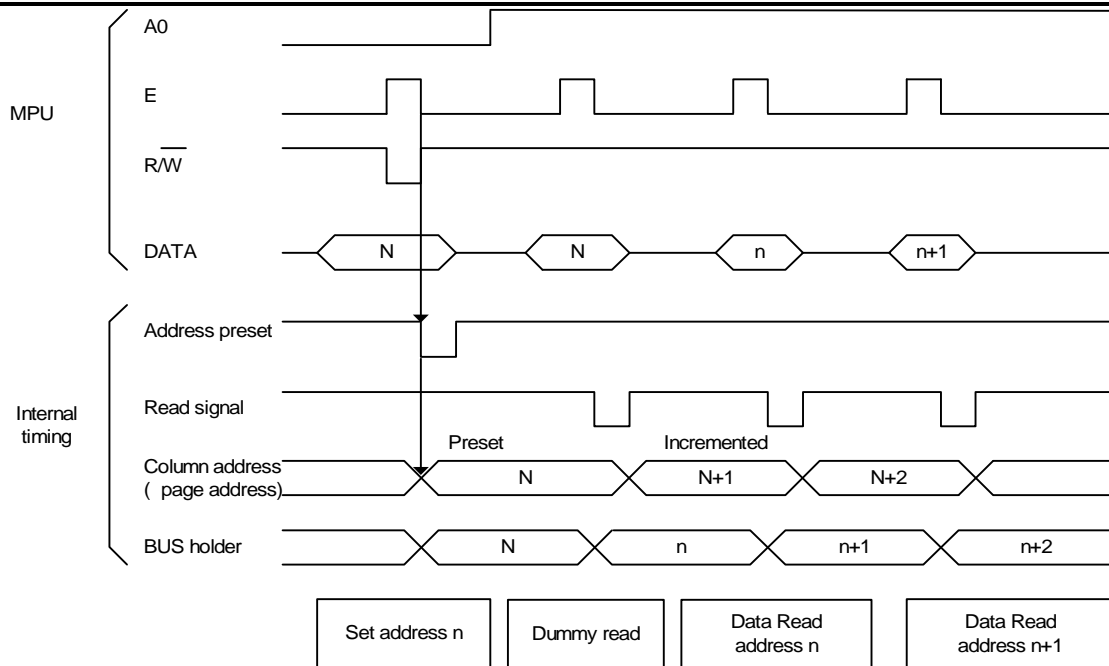 A0
E
MPU
R/W
DATA
N
N
n
n+1
Address preset
Read signal
Internal
timing
Preset
Incremented
Column address
( page address)
N
N+1
N+2
BUS holder
N
n
n+1
n+2
Set address n
Dummy read
Data Read
address n
Data Read
address n+1